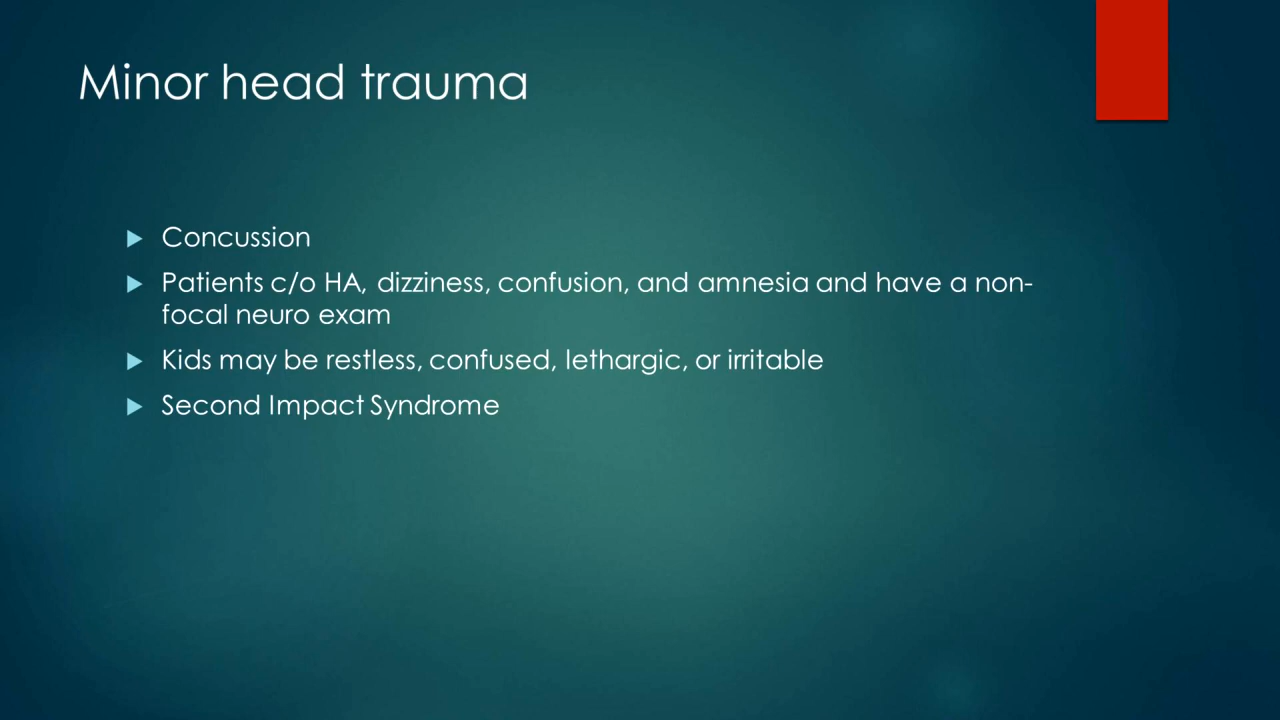 Minor head trauma
Concussion
Patients c/o HA, dizziness, confusion, and amnesia and have a non-
focal neuro exam
Kids may be restless, confused, lethargic, or irritable
Second Impact Syndrome